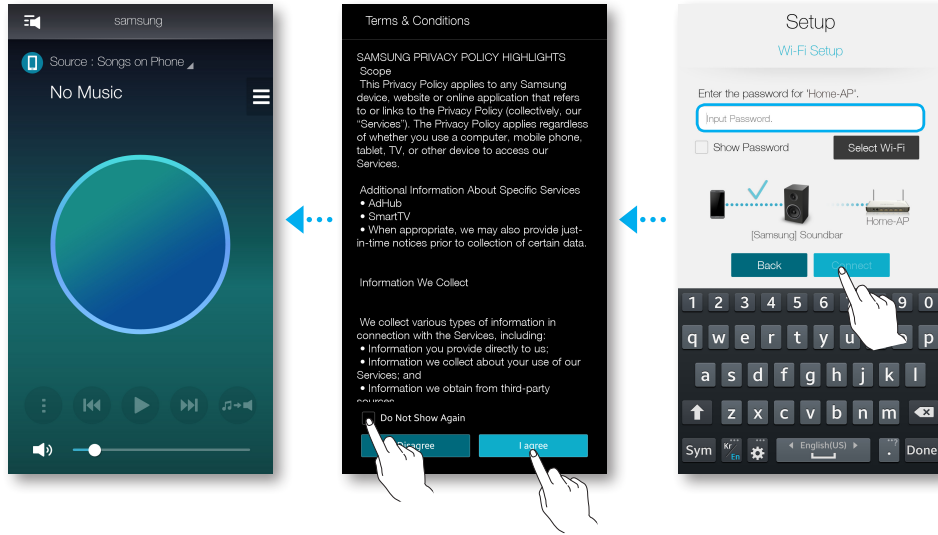 samsung
Source : Songs on Phone
No Music
Terms & Conditions
SAMSUNG PRIVACY POLICY HIGHLIGHTS
Scope
This Privacy Policy applies to any Samsung
device, website or online application that refers
to or links to the Privacy Policy (collectively, our
“Services”). The Privacy Policy applies regardless
of whether you use a computer, mobile phone,
tablet, TV, or other device to access our
Services.
Additional Information About Specific Services
• AdHub
• SmartTV
• When appropriate, we may also provide just-
in-time notices prior to collection of certain data.
Information We Collect
We collect various types of information in
connection with the Services, including:
• Information you provide directly to us;
• Information we collect about your use of our
Services; and
• Information we obtain from third-party
sources
Do Not Show Again
Disagree I agree
Setup
Wi-Fi Setup
Enter the password for 'Home-AP'.
Input Password.
Show Password Select Wi-Fi
Home-AP
[Samsung] Soundbar
Back Connect
1 2 3 4 5 6 9 0
q w e r t y u p
a s d f g h j k l
z x c v b n m
Sym Kr/En English(US) . Done